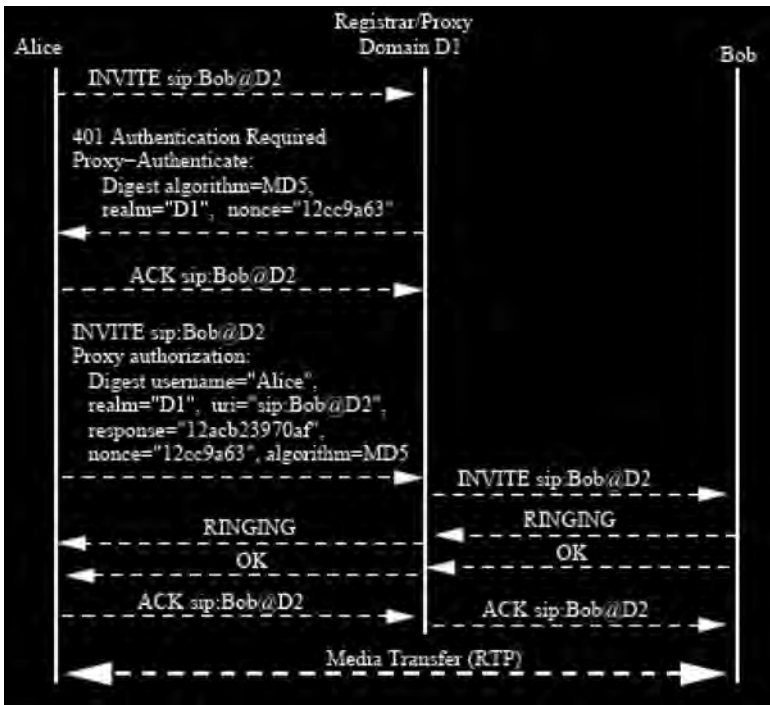 Registrar/Proxy
Alice
Domain D1
Bob
INVITE sip:Bob@D2
401 Authentication Required
Proxy-Authenticate:
Digest algorithm=MD5,
realm="D1", nonce="12cc9a63"
ACK sip:Bob@D2
INVITE sip:Bob@D2
Proxy authorization:
Digest username="Alice",
realm="D1", uri="sip:Bob@D2",
response="12acb23970af",
nonce="12cc9a63", algorithm=MD5
INVITE sip:Bob@D2
RINGING
RINGING
OK
OK
ACK sip:Bob@D2
ACK sip:Bob@D2
Media Transfer (RTP)